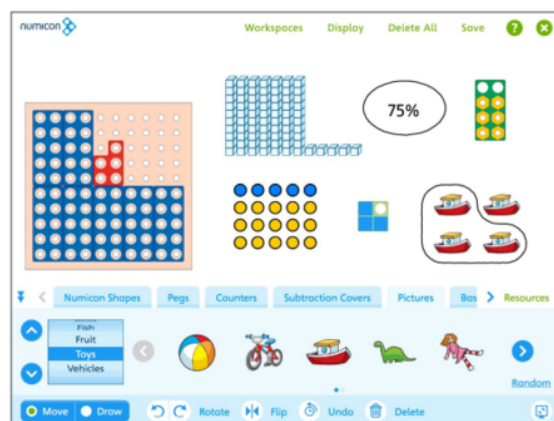 numicon
Workspaces Display Delete All Save ? X
75%
Numicon Shapes Pegs Counters Subtraction Covers Pictures Bas Resources
Fish
Fruit
Toys
Vehicles
Random
Move Draw Rotate Flip Undo Delete